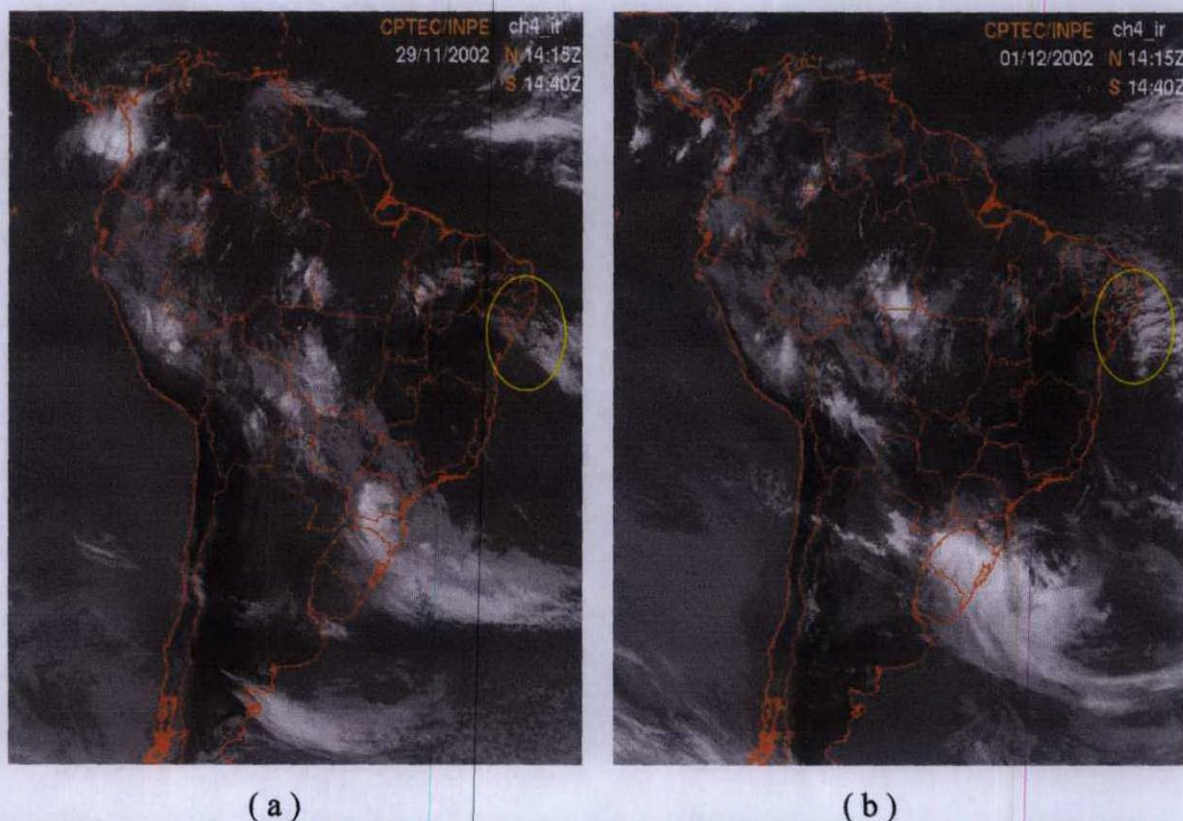 CPTEC/INPE ch4_ir
29/11/2002 N 14:15Z
S 14:40Z
CPTEC/INPE ch4_ir
01/12/2002 N 14:15Z
S 14:40Z
(a)
(b)